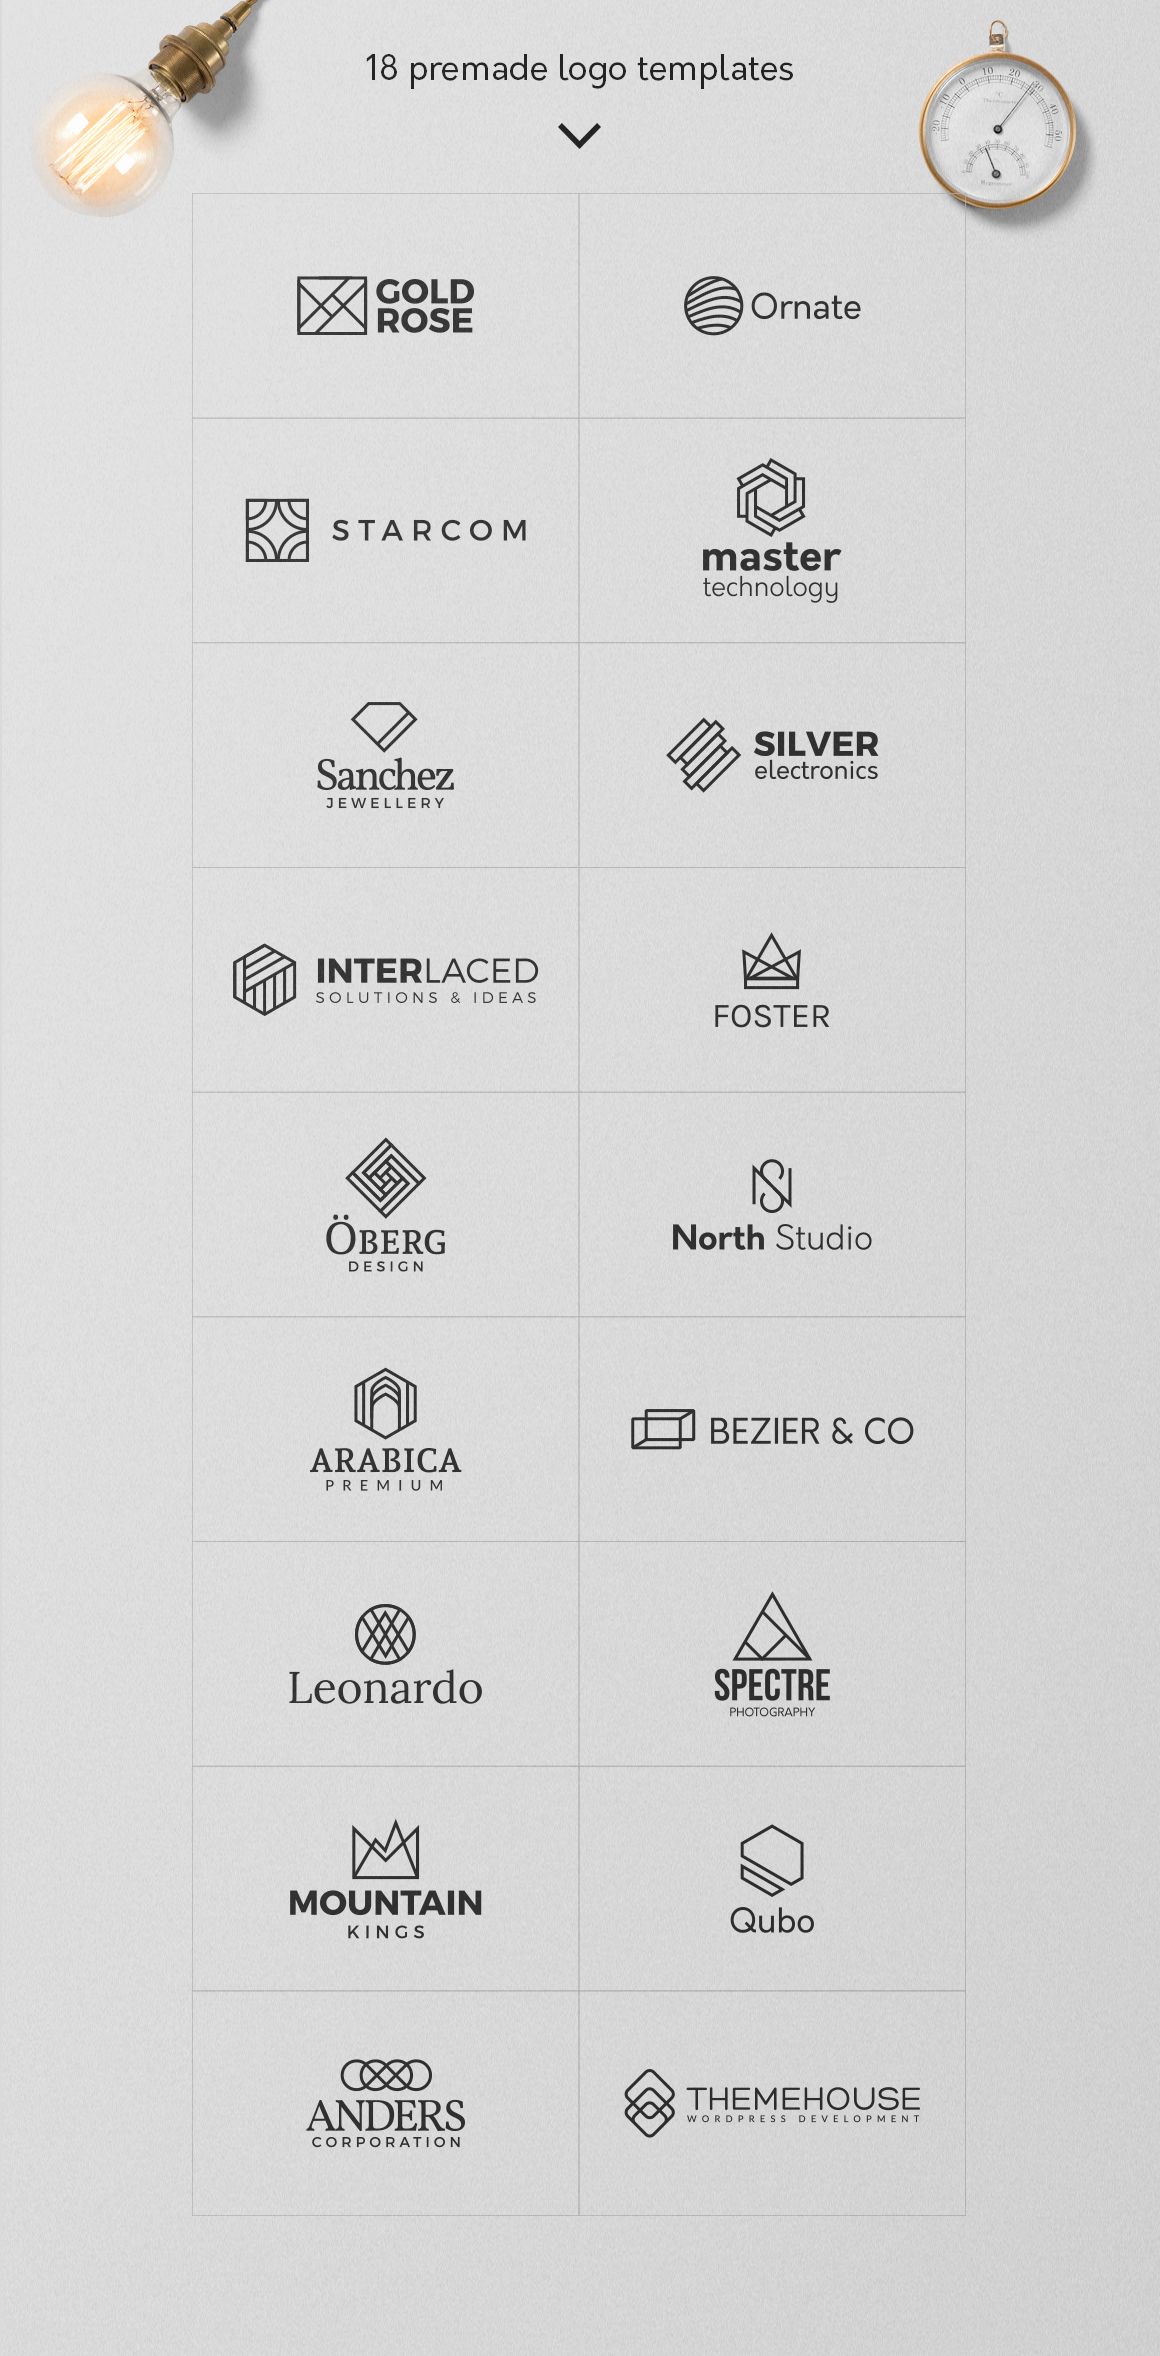 18 premade logo templates
GOLD
ROSE
Ornate
STARCOM
master
technology
Sanchez
JEWELLERY
SILVER
electronics
INTERLACED
SOLUTIONS & IDEAS
FOSTER
ÖBERG
DESIGN
North Studio
ARABICA
PREMIUM
BEZIER & CO
Leonardo
SPECTRE
PHOTOGRAPHY
MOUNTAIN
KINGS
Qubo
ANDERS
CORPORATION
THEMEHOUSE
WORDPRESS DEVELOPMENT